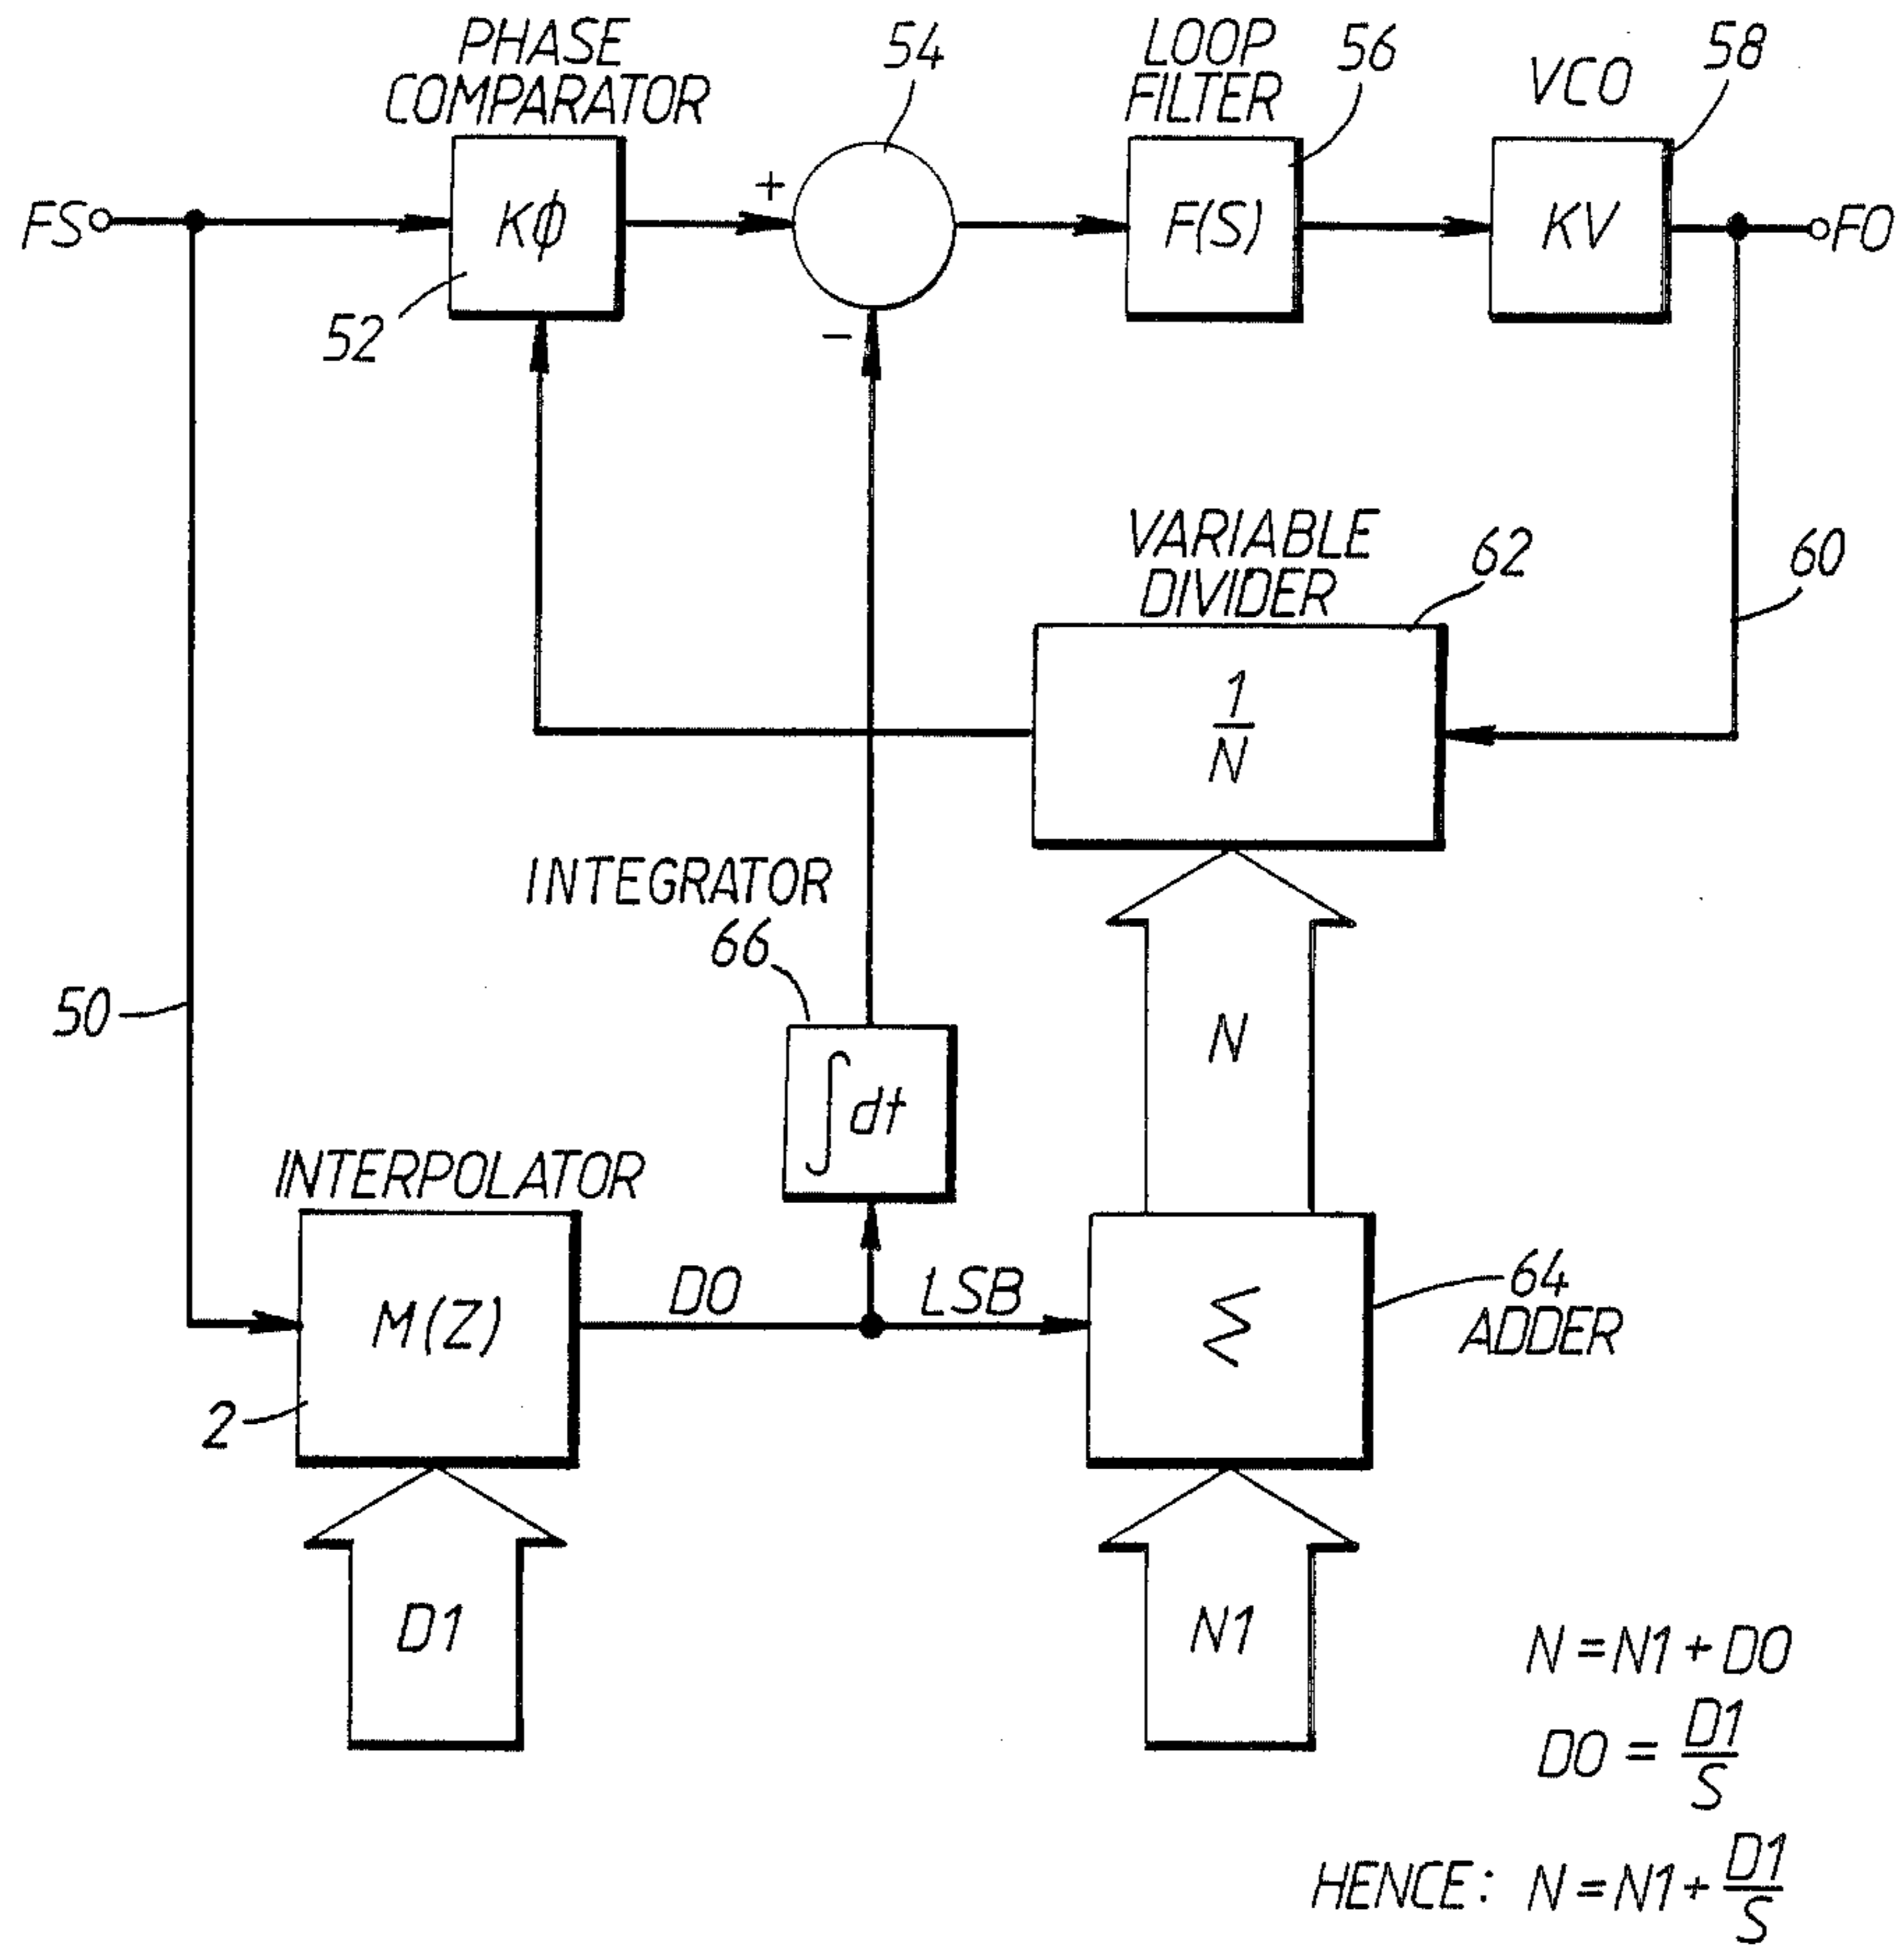 PHASE
COMPARATOR
54
LOOP
FILTER
56
VCO
58
FS
Kϕ
+
F(S)
KV
FO
52
-
VARIABLE
DIVIDER
62
60
1
N
INTEGRATOR
66
50
N
∫dt
INTERPOLATOR
M(Z)
DO
LSB
Σ
64
ADDER
2
D1
N1
N = N1 + DO
DO = D1/S
HENCE: N = N1 + D1/S